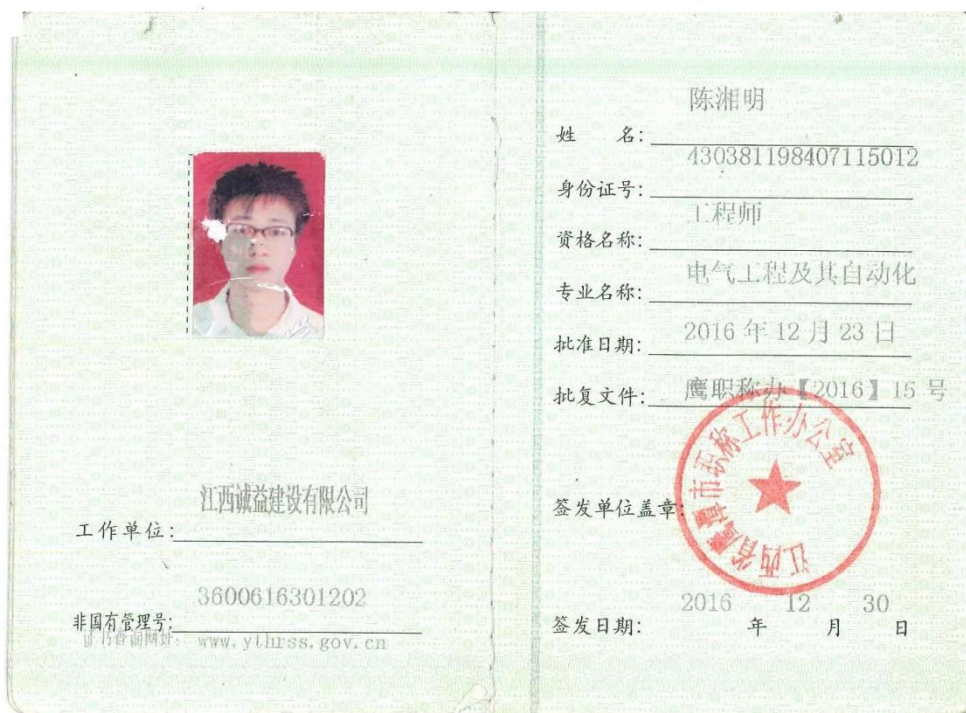 江西诚益建设有限公司
工作单位:
3600616301202
非国有管理号:
证书查询网址: www.ythrss.gov.cn
陈湘明
姓 名:
430381198407115012
身份证号:
工程师
资格名称:
电气工程及其自动化
专业名称:
2016 年 12 月 23 日
批准日期:
鹰职称办【2016】15 号
批复文件:
江西省鹰潭市职称工作办公室
签发单位盖章:
2016 12 30
签发日期: 年 月 日